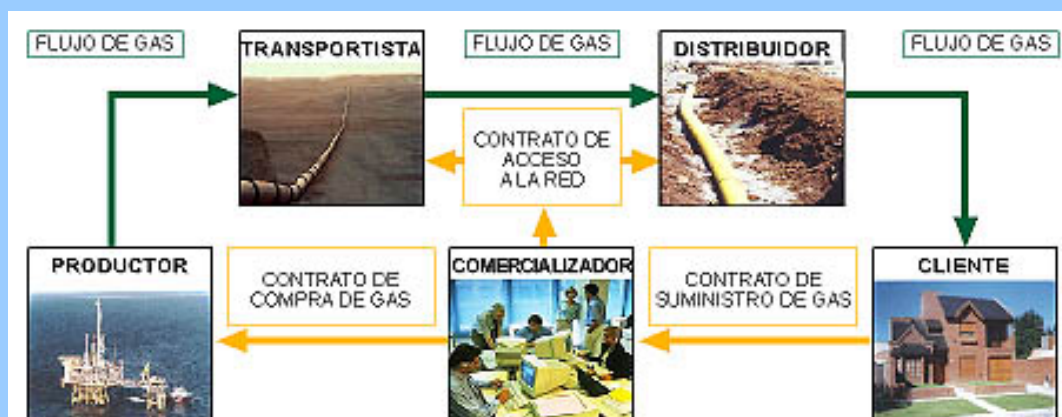 FLUJO DE GAS
TRANSPORTISTA
FLUJO DE GAS
DISTRIBUIDOR
FLUJO DE GAS
CONTRATO DE
ACCESO
A LA RED
PRODUCTOR
CONTRATO DE
COMPRA DE GAS
COMERCIALIZADOR
CONTRATO DE
SUMINISTRO DE GAS
CLIENTE